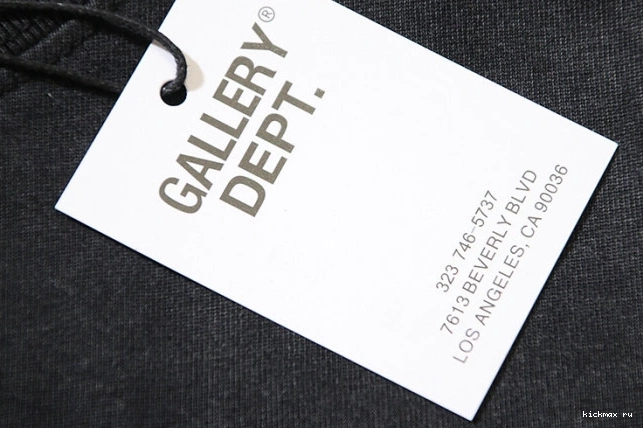 GALLERY®
DEPT.
323 746-5737
7613 BEVERLY BLVD
LOS ANGELES, CA 90036
kickmax ru